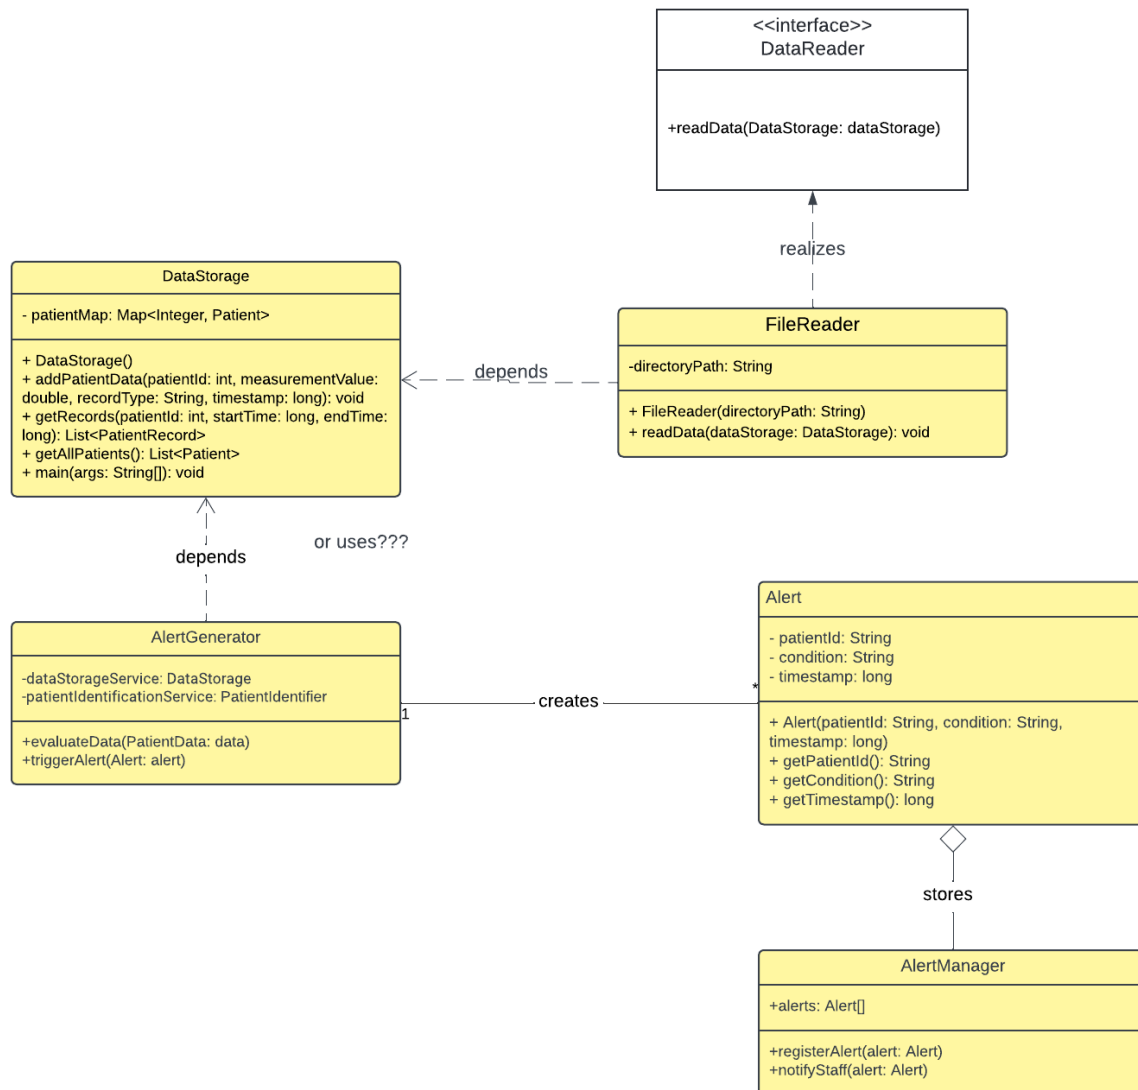 <<interface>>
DataReader
+readData(DataStorage: dataStorage)
realizes
DataStorage
- patientMap: Map<Integer, Patient>
+ DataStorage()
+ addPatientData(patientId: int, measurementValue:
double, recordType: String, timestamp: long): void
+ getRecords(patientId: int, startTime: long, endTime:
long): List<PatientRecord>
+ getAllPatients(): List<Patient>
+ main(args: String[]): void
depends
FileReader
-directoryPath: String
+ FileReader(directoryPath: String)
+ readData(dataStorage: DataStorage): void
depends
or uses???
AlertGenerator
-dataStorageService: DataStorage
-patientIdentificationService: PatientIdentifier
+evaluateData(PatientData: data)
+triggerAlert(Alert: alert)
1
creates
*
Alert
- patientId: String
- condition: String
- timestamp: long
+ Alert(patientId: String, condition: String,
timestamp: long)
+ getPatientId(): String
+ getCondition(): String
+ getTimestamp(): long
stores
AlertManager
+alerts: Alert[]
+registerAlert(alert: Alert)
+notifyStaff(alert: Alert)